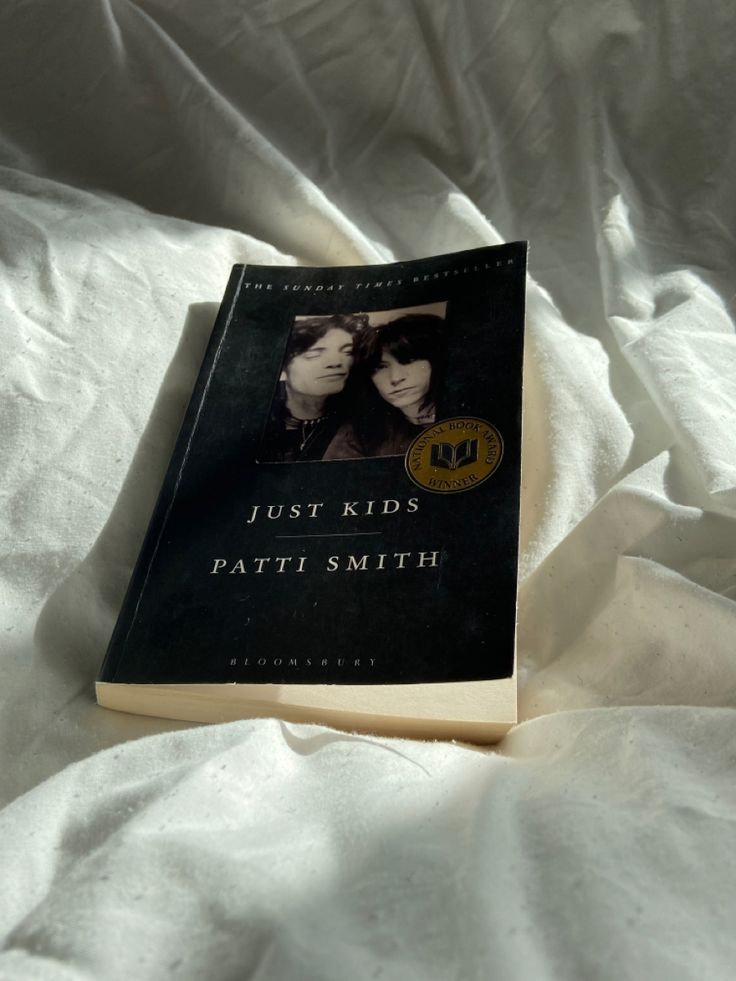 THE SUNDAY TIMES BESTSELLER
NATIONAL BOOK AWARD
WINNER
JUST KIDS
PATTI SMITH
BLOOMSBURY